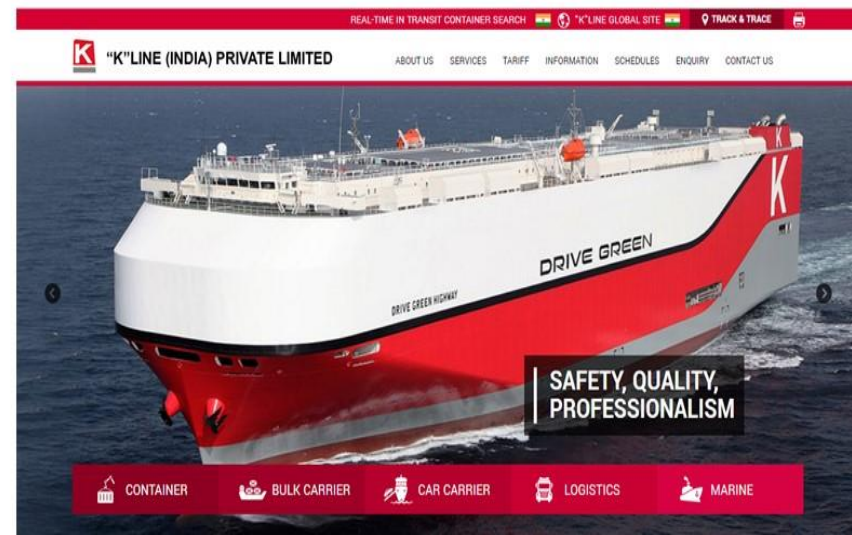 REAL-TIME IN TRANSIT CONTAINER SEARCH "K"LINE GLOBAL SITE TRACK & TRACE
K "K"LINE (INDIA) PRIVATE LIMITED ABOUT US SERVICES TARIFF INFORMATION SCHEDULES ENQUIRY CONTACT US
K
K
DRIVE GREEN
DRIVE GREEN HIGHWAY
SAFETY, QUALITY,
PROFESSIONALISM
CONTAINER BULK CARRIER CAR CARRIER LOGISTICS MARINE